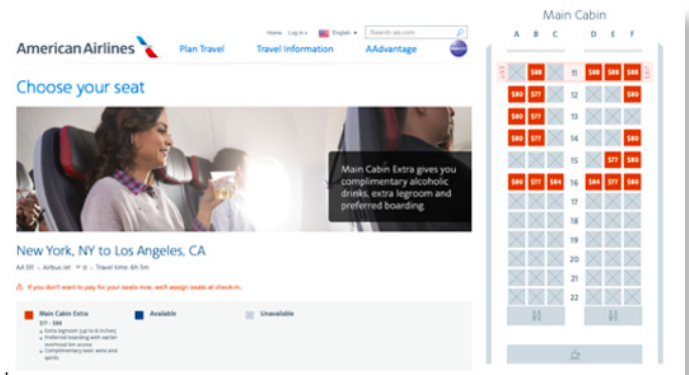 Home Log in English Search aa.com
American Airlines Plan Travel Travel Information AAdvantage
Choose your seat
Main Cabin Extra gives you
complimentary alcoholic
drinks, extra legroom and
preferred boarding.
New York, NY to Los Angeles, CA
Airbus Jet Travel time: 6h 5m
If you don't want to pay for your seats now, we'll assign seats at check-in.
Main Cabin Extra Available Unavailable
$77 - $88
Extra legroom (up to 6 inches)
Preferred boarding with earlier
overhead bin access
Complimentary beer, wine and
spirits
Main Cabin
A B C D E F
EXIT $88 11 $88 $88 $88 EXIT
$80 $77 12 $80
$80 $77 13
$80 $77 14 $80
15 $77 $80
$80 $77 $84 16 $84 $77 $80
17
18
19
20
21
22